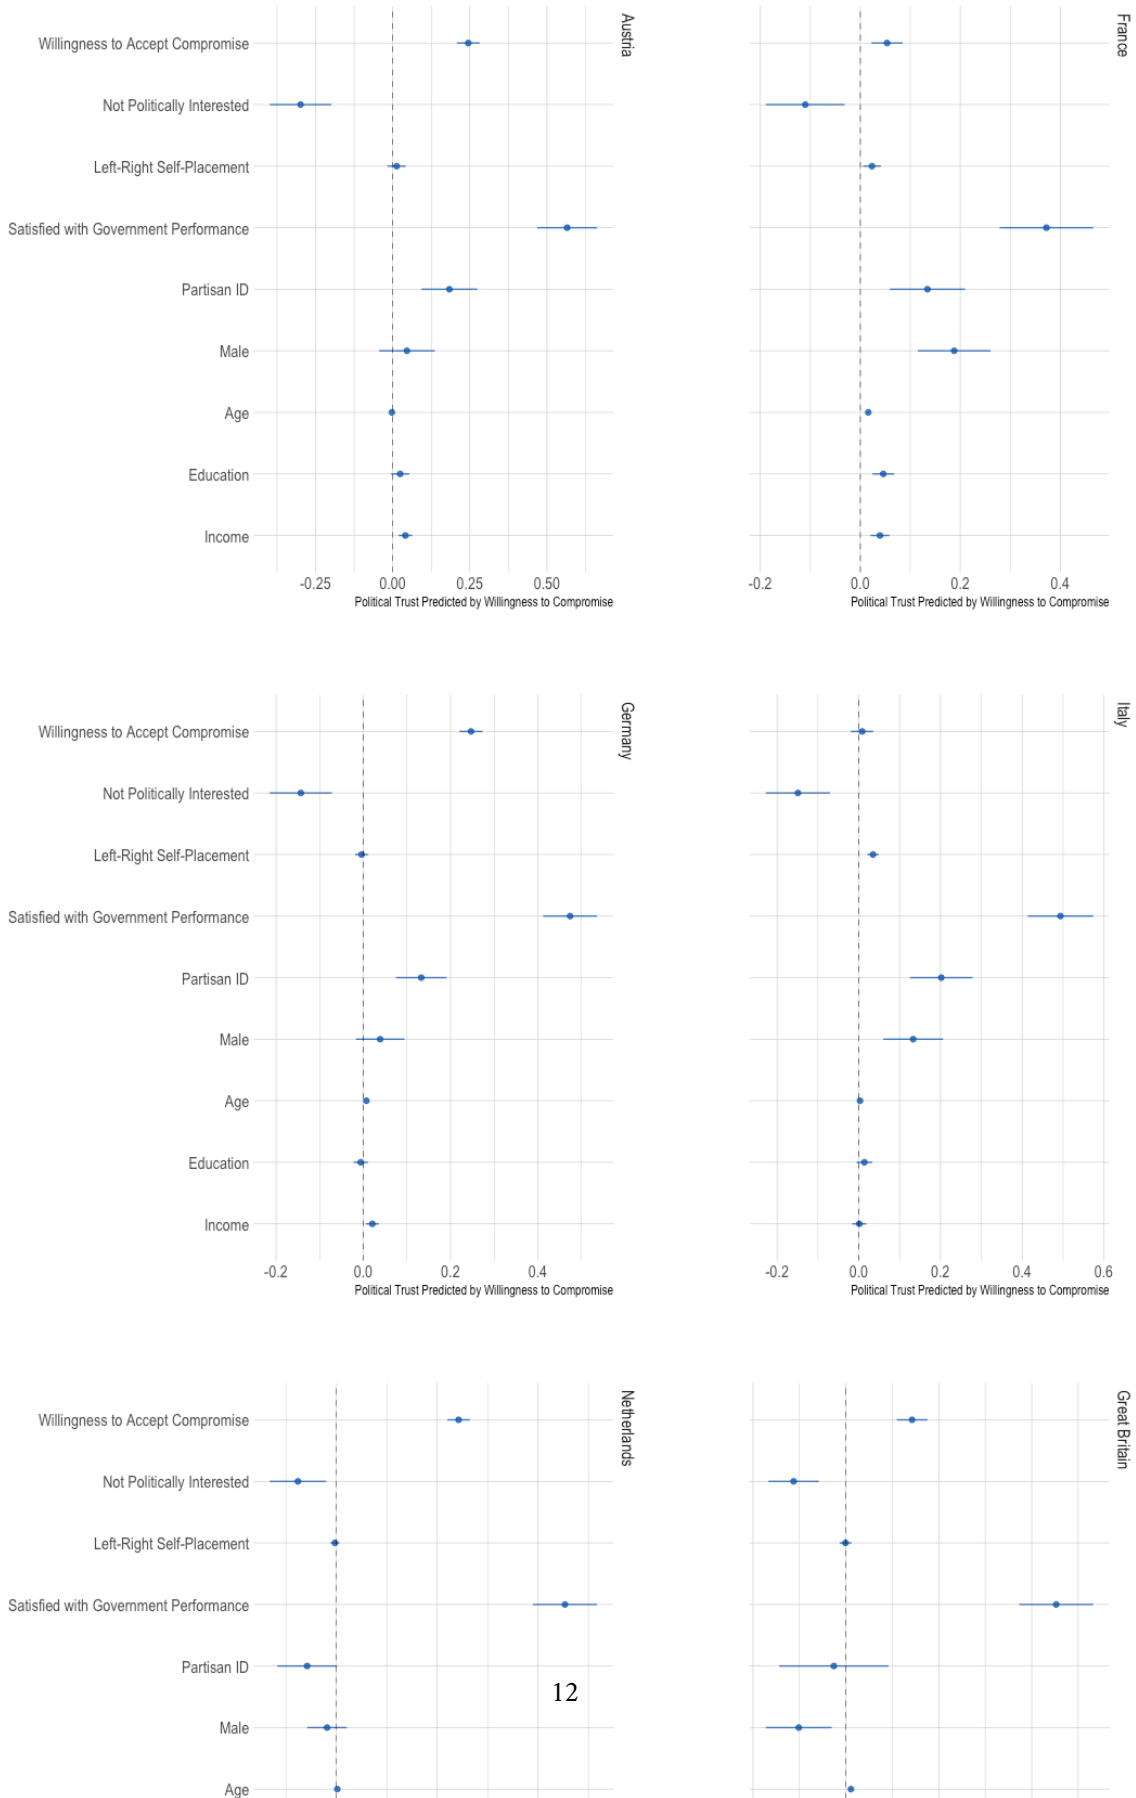 Austria
Willingness to Accept Compromise
Not Politically Interested
Left-Right Self-Placement
Satisfied with Government Performance
Partisan ID
Male
Age
Education
Income
-0.25 0.00 0.25 0.50
Political Trust Predicted by Willingness to Compromise
France
-0.2 0.0 0.2 0.4
Political Trust Predicted by Willingness to Compromise
Germany
Willingness to Accept Compromise
Not Politically Interested
Left-Right Self-Placement
Satisfied with Government Performance
Partisan ID
Male
Age
Education
Income
-0.2 0.0 0.2 0.4
Political Trust Predicted by Willingness to Compromise
Italy
-0.2 0.0 0.2 0.4 0.6
Political Trust Predicted by Willingness to Compromise
Netherlands
Willingness to Accept Compromise
Not Politically Interested
Left-Right Self-Placement
Satisfied with Government Performance
Partisan ID
Male
Age
Great Britain
12